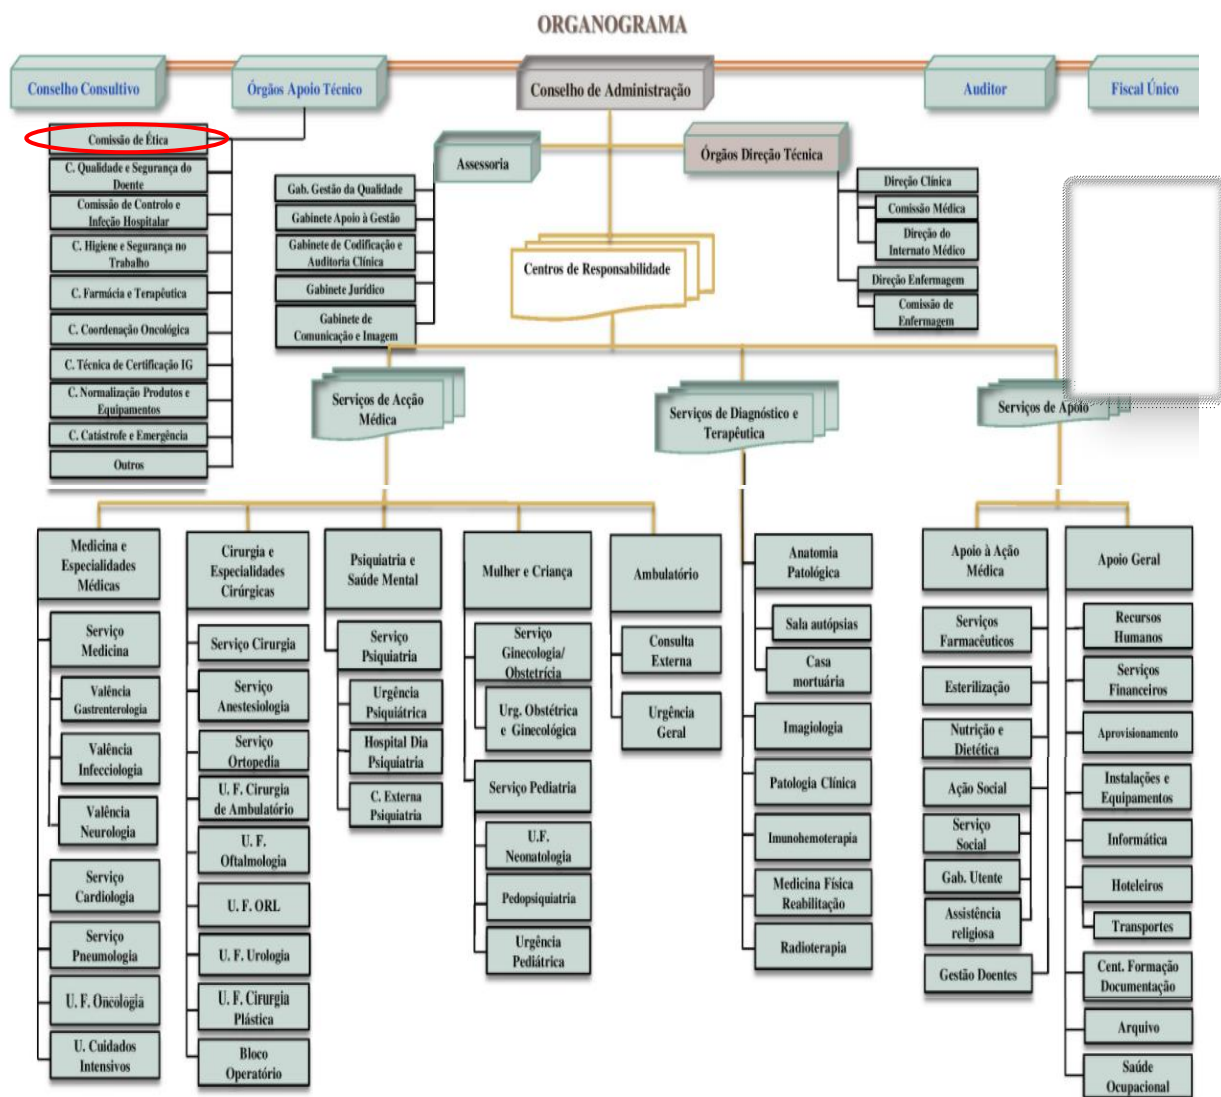 ORGANOGRAMA
Conselho Consultivo
Órgãos Apoio Técnico
Conselho de Administração
Auditor
Fiscal Único
Comissão de Ética
C. Qualidade e Segurança do
Doente
Comissão de Controlo e
Infeção Hospitalar
C. Higiene e Segurança no
Trabalho
C. Farmácia e Terapêutica
C. Coordenação Oncológica
C. Técnica de Certificação IG
C. Normalização Produtos e
Equipamentos
C. Catástrofe e Emergência
Outros
Assessoria
Gab. Gestão da Qualidade
Gabinete Apoio à Gestão
Gabinete de Codificação e
Auditoria Clínica
Gabinete Jurídico
Gabinete de
Comunicação e Imagem
Órgãos Direção Técnica
Direção Clínica
Comissão Médica
Direção do
Internato Médico
Direção Enfermagem
Comissão de
Enfermagem
Centros de Responsabilidade
Serviços de Acção
Médica
Serviços de Diagnóstico e
Terapêutica
Serviços de Apoio
Medicina e
Especialidades
Médicas
Serviço
Medicina
Valência
Gastrenterologia
Valência
Infecciologia
Valência
Neurologia
Serviço
Cardiologia
Serviço
Pneumologia
U. F. Oncologia
U. Cuidados
Intensivos
Cirurgia e
Especialidades
Cirúrgicas
Serviço Cirurgia
Serviço
Anestesiologia
Serviço
Ortopedia
U. F. Cirurgia
de Ambulatório
U. F.
Oftalmologia
U. F. ORL
U. F. Urologia
U. F. Cirurgia
Plástica
Bloco
Operatório
Psiquiatria e
Saúde Mental
Serviço
Psiquiatria
Urgência
Psiquiátrica
Hospital Dia
Psiquiatria
C. Externa
Psiquiatria
Mulher e Criança
Serviço
Ginecologia/
Obstetrícia
Urg. Obstétrica
e Ginecológica
Serviço Pediatria
U.F.
Neonatologia
Pedopsiquiatria
Urgência
Pediátrica
Ambulatório
Consulta
Externa
Urgência
Geral
Anatomia
Patológica
Sala autópsias
Casa
mortuária
Imagiologia
Patologia Clínica
Imunohemoterapia
Medicina Física
Reabilitação
Radioterapia
Apoio à Ação
Médica
Serviços
Farmacêuticos
Esterilização
Nutrição e
Dietética
Ação Social
Serviço
Social
Gab. Utente
Assistência
religiosa
Gestão Doentes
Apoio Geral
Recursos
Humanos
Serviços
Financeiros
Aprovisionamento
Instalações e
Equipamentos
Informática
Hoteleiros
Transportes
Cent. Formação
Documentação
Arquivo
Saúde
Ocupacional